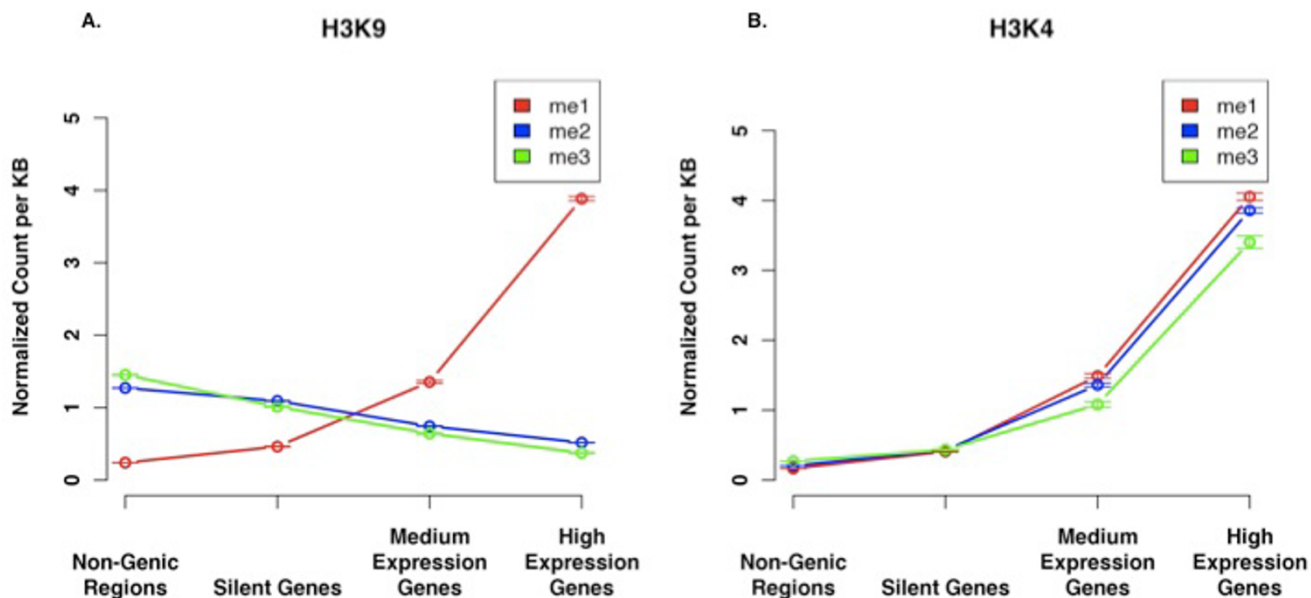 A.
H3K9
me1
me2
me3
Normalized Count per KB
5
4
3
2
1
0
Non-Genic
Regions
Silent Genes
Medium
Expression
Genes
High
Expression
Genes
B.
H3K4
me1
me2
me3
Normalized Count per KB
5
4
3
2
1
0
Non-Genic
Regions
Silent Genes
Medium
Expression
Genes
High
Expression
Genes